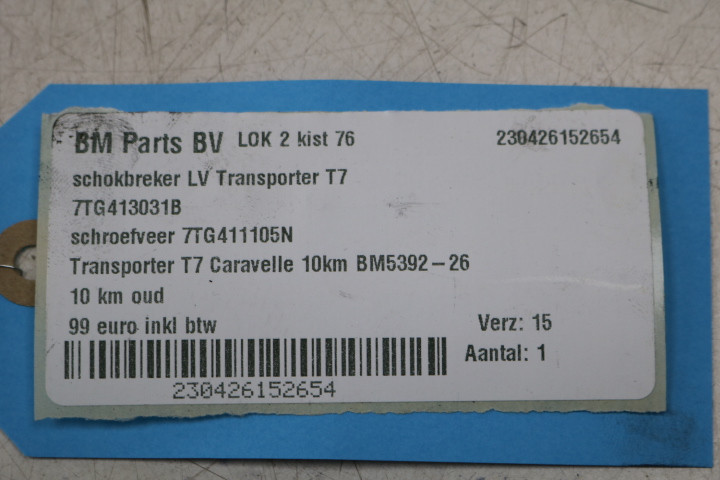 BM Parts BV LOK 2 kist 76 230426152654
schokbreker LV Transporter T7
7TG413031B
schroefveer 7TG411105N
Transporter T7 Caravelle 10km BM5392-26
10 km oud
99 euro inkl btw Verz: 15
Aantal: 1
230426152654